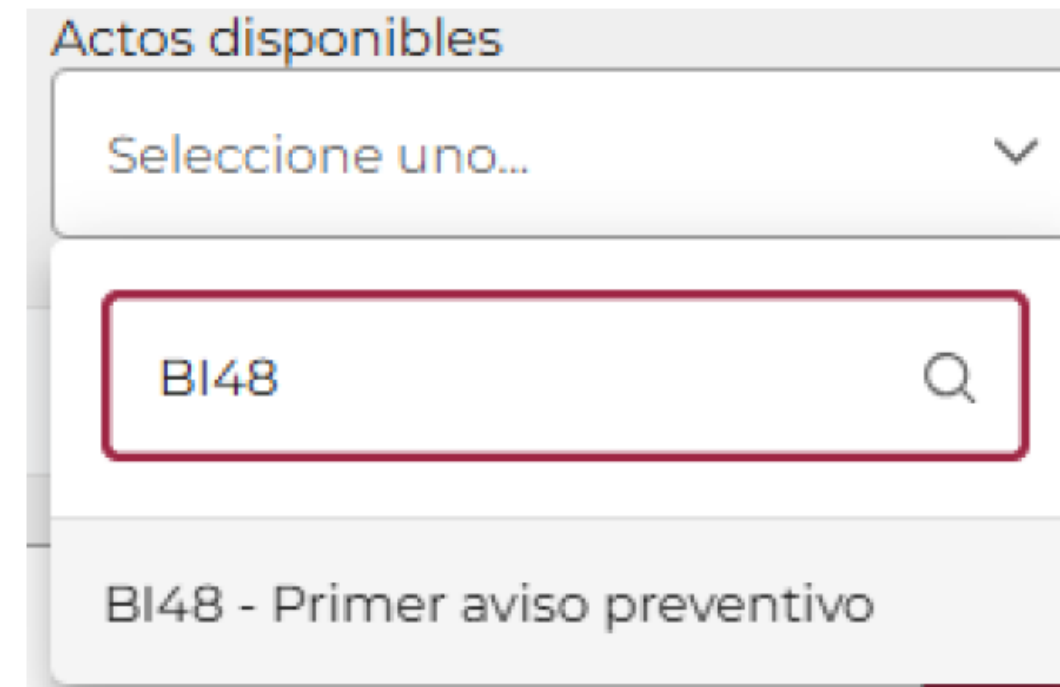 Actos disponibles
Seleccione uno...
BI48
BI48 - Primer aviso preventivo